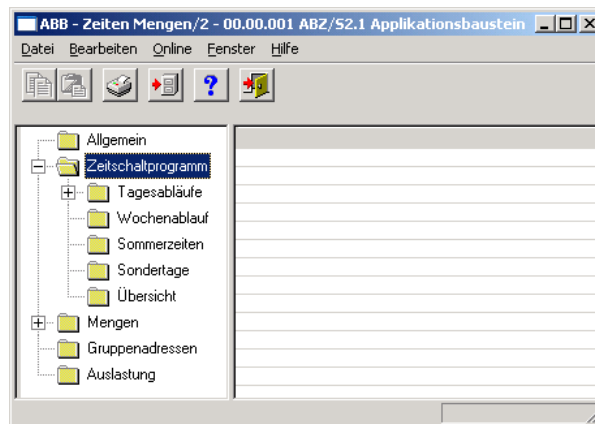 ABB - Zeiten Mengen/2 - 00.00.001 ABZ/S2.1 Applikationsbaustein
Datei Bearbeiten Online Fenster Hilfe
Allgemein
Zeitschaltprogramm
Tagesabläufe
Wochenablauf
Sommerzeiten
Sondertage
Übersicht
Mengen
Gruppenadressen
Auslastung